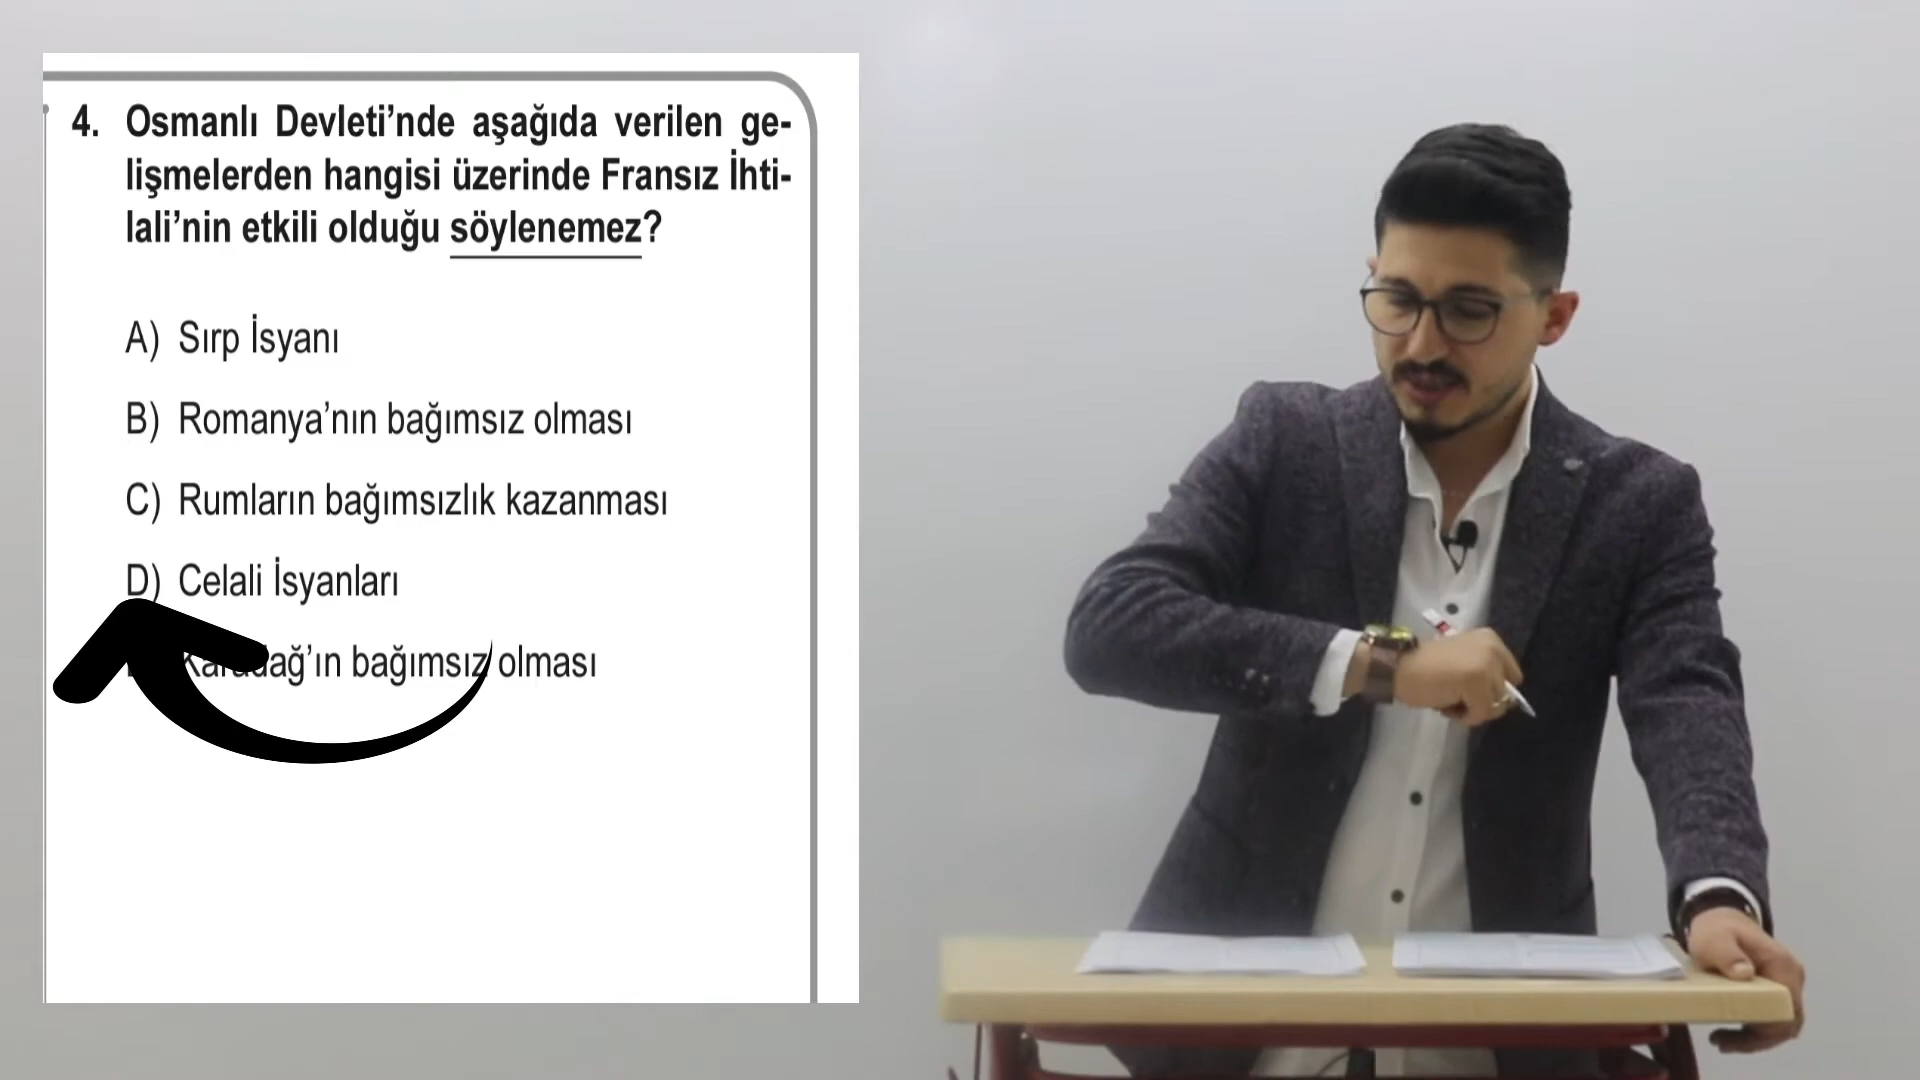 4. Osmanlı Devleti’nde aşağıda verilen ge-
lişmelerden hangisi üzerinde Fransız İhti-
lali’nin etkili olduğu söylenemez?
A) Sırp İsyanı
B) Romanya’nın bağımsız olması
C) Rumların bağımsızlık kazanması
D) Celali İsyanları
bağımsız olması